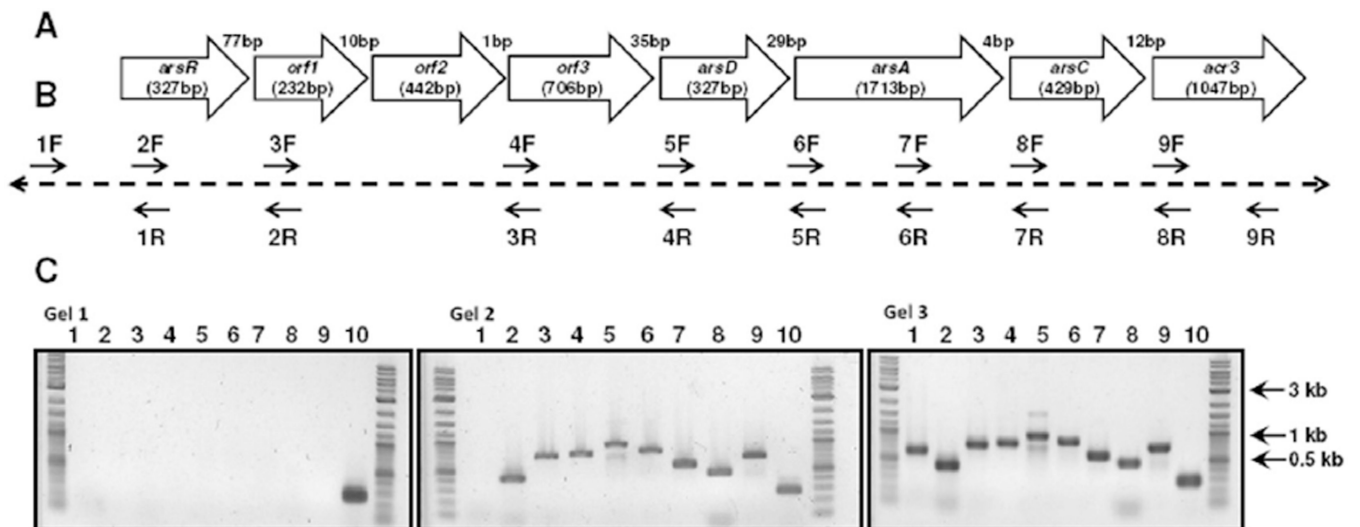 A
77bp 10bp 1bp 35bp 29bp 4bp 12bp
arsR orf1 orf2 orf3 arsD arsA arsC acr3
(327bp) (232bp) (442bp) (706bp) (327bp) (1713bp) (429bp) (1047bp)
B
1F 2F 3F 4F 5F 6F 7F 8F 9F
1R 2R 3R 4R 5R 6R 7R 8R 9R
C
Gel 1 Gel 2 Gel 3
1 2 3 4 5 6 7 8 9 10 1 2 3 4 5 6 7 8 9 10 1 2 3 4 5 6 7 8 9 10
3 kb
1 kb
0.5 kb